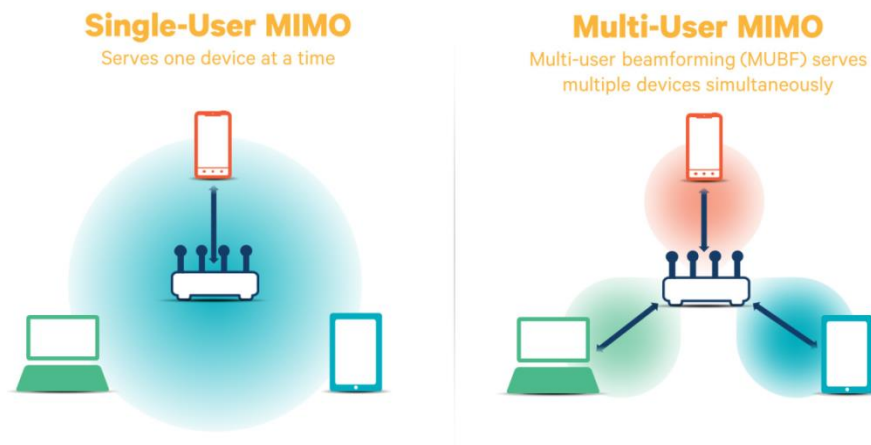 Single-User MIMO
Serves one device at a time
Multi-User MIMO
Multi-user beamforming (MUBF) serves
multiple devices simultaneously